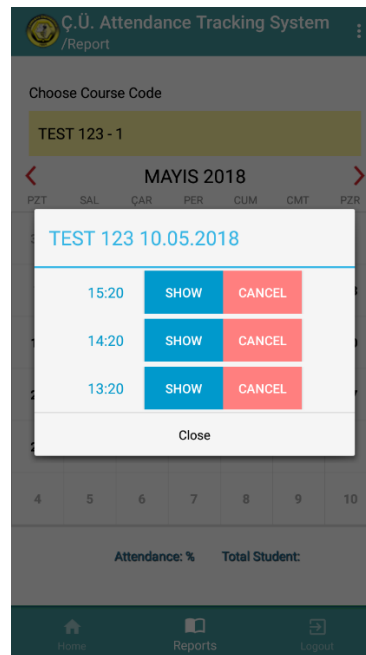 Ç.Ü. Attendance Tracking System
/Report
Choose Course Code
TEST 123 - 1
MAYIS 2018
PZT SAL ÇAR PER CUM CMT PZR
TEST 123 10.05.2018
15:20 SHOW CANCEL
14:20 SHOW CANCEL
13:20 SHOW CANCEL
Close
4 5 6 7 8 9 10
Attendance: % Total Student:
Home Reports Logout